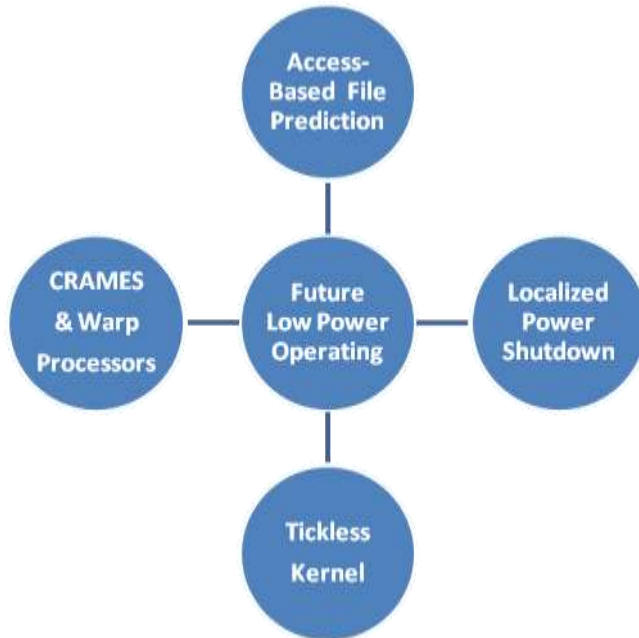 Access-
Based File
Prediction
CRAMES
& Warp
Processors
Future
Low Power
Operating
Localized
Power
Shutdown
Tickless
Kernel